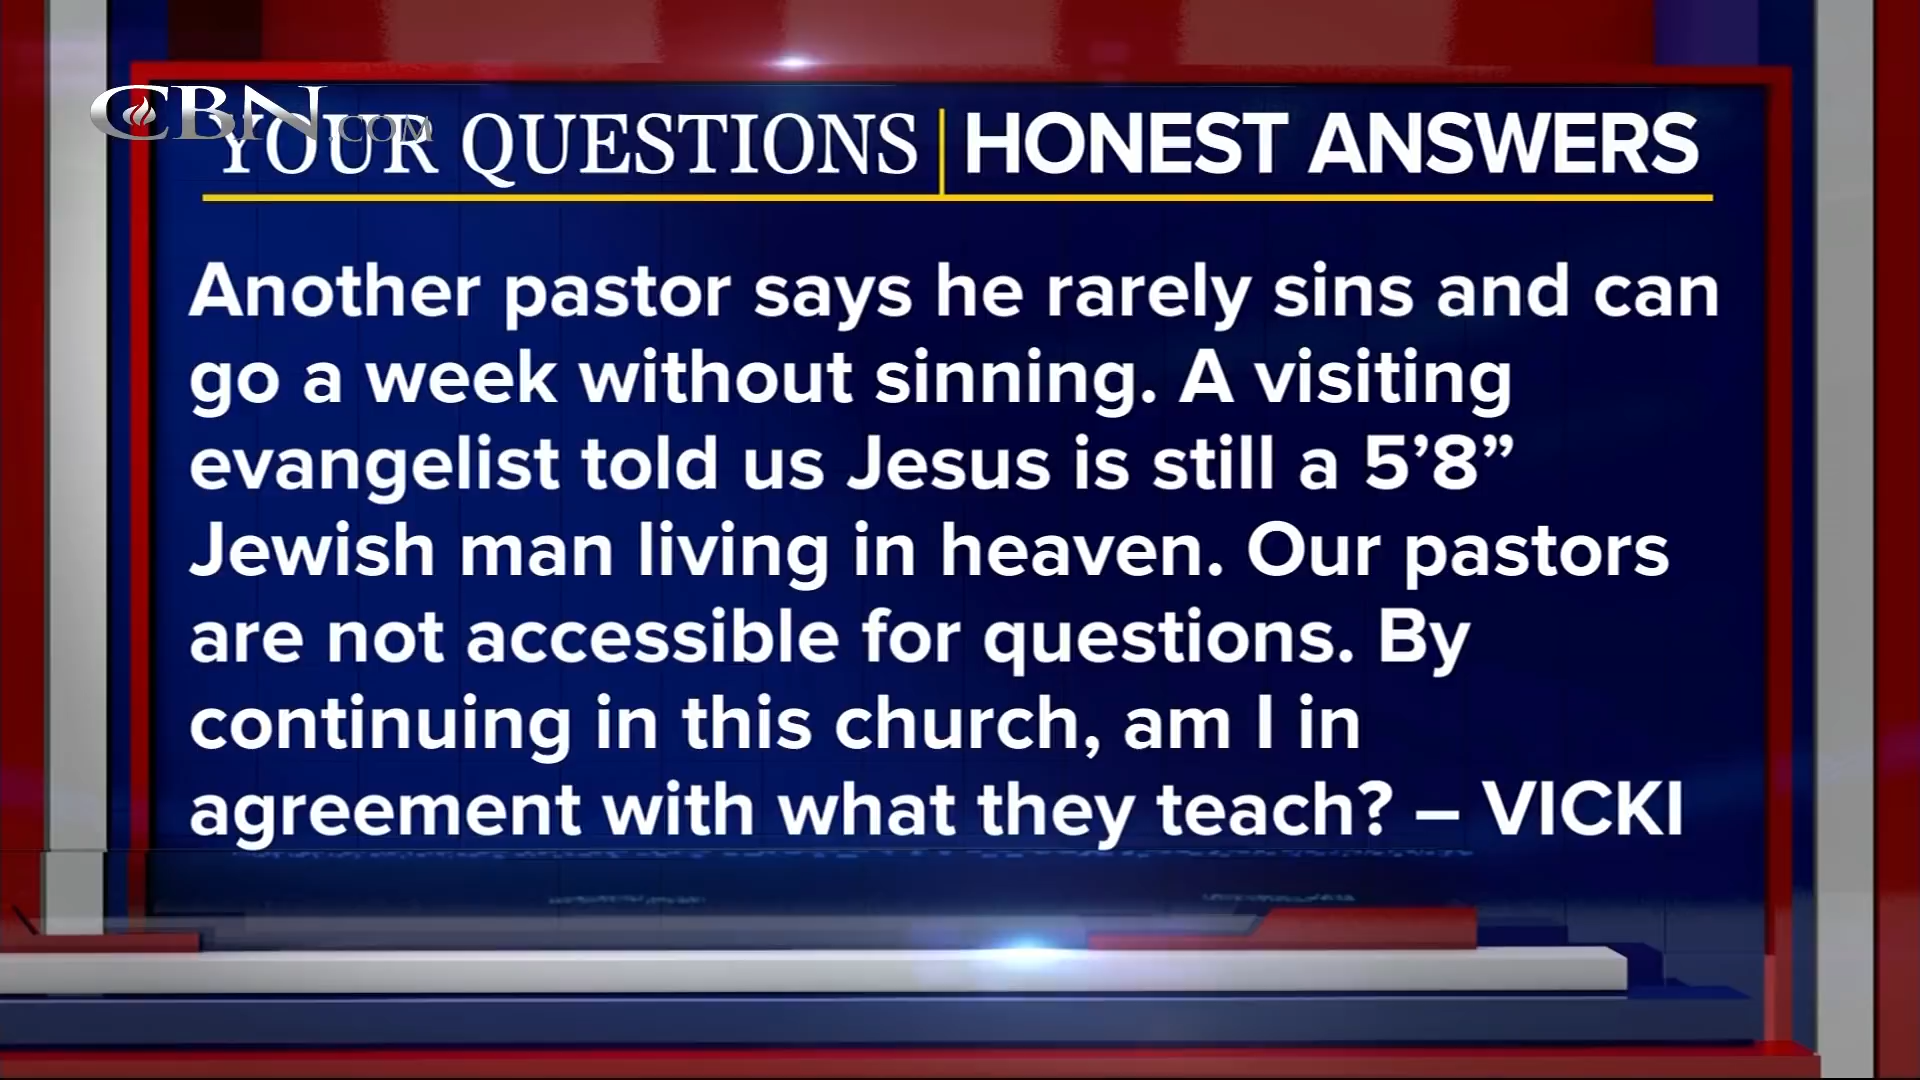 CBN.COM
YOUR QUESTIONS | HONEST ANSWERS
Another pastor says he rarely sins and can
go a week without sinning. A visiting
evangelist told us Jesus is still a 5’8”
Jewish man living in heaven. Our pastors
are not accessible for questions. By
continuing in this church, am I in
agreement with what they teach? – VICKI